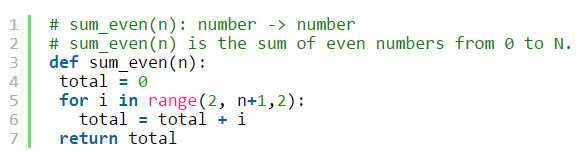 1 # sum_even(n): number -> number
2 # sum_even(n) is the sum of even numbers from 0 to N.
3 def sum_even(n):
4  total = 0
5  for i in range(2, n+1,2):
6    total = total + i
7  return total